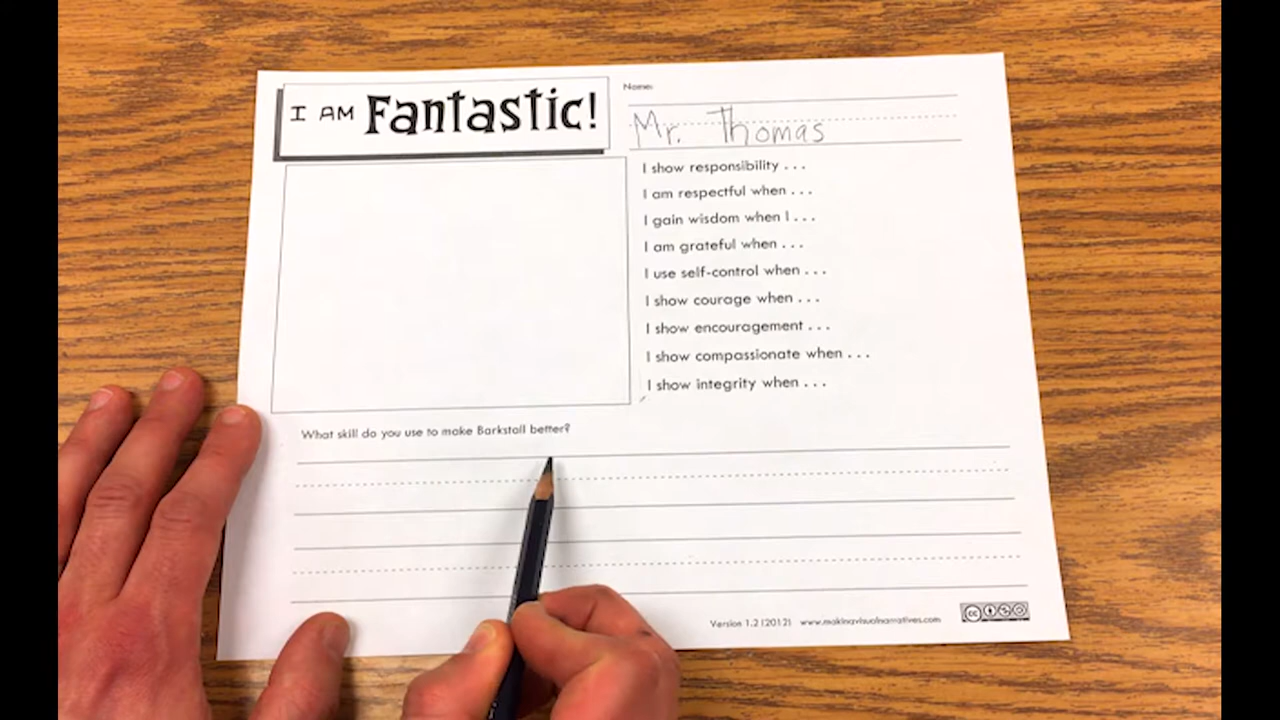 I AM Fantastic!
Name:
Mr. Thomas
I show responsibility . . .
I am respectful when . . .
I gain wisdom when I . . .
I am grateful when . . .
I use self-control when . . .
I show courage when . . .
I show encouragement . . .
I show compassionate when . . .
I show integrity when . . .
What skill do you use to make Barkstall better?
Version 1.2 (2012) www.makingvisualnarratives.com
cc